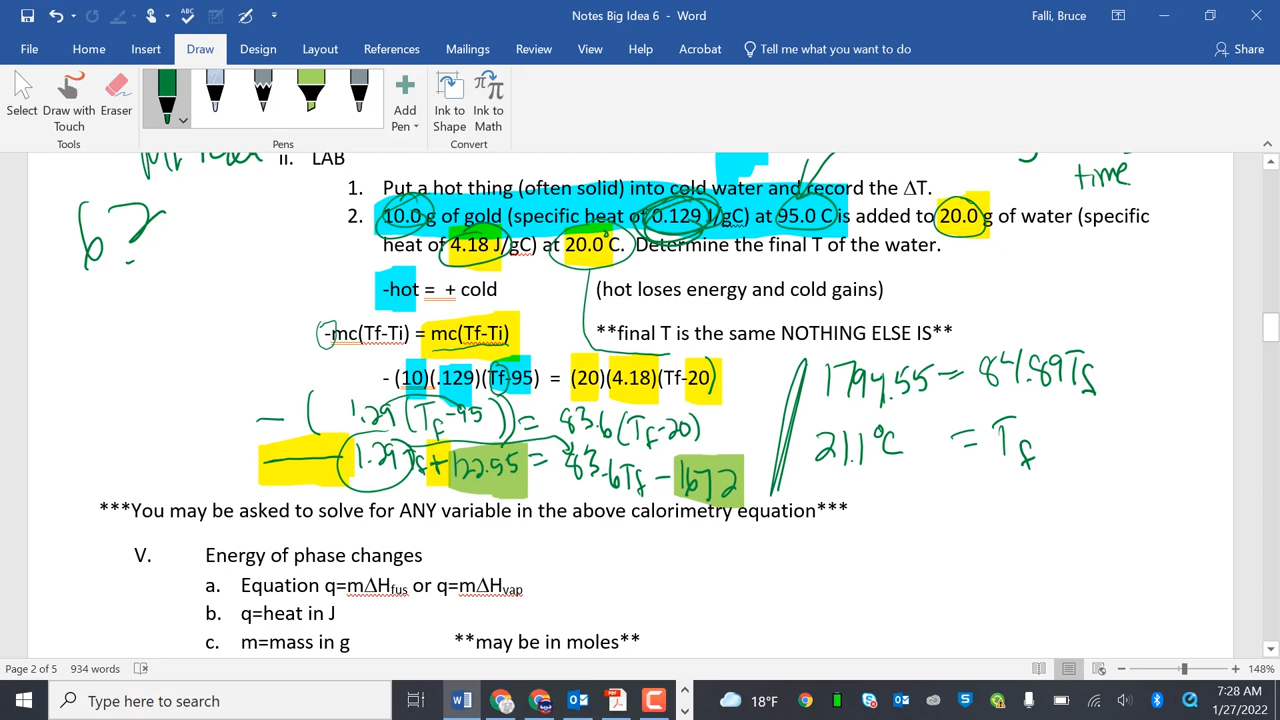 Notes Big Idea 6 - Word
Falli, Bruce
File Home Insert Draw Design Layout References Mailings Review View Help Acrobat Tell me what you want to do Share
Select Draw with Touch Eraser Add Pen Ink to Shape Ink to Math
Tools Pens Convert
ii. LAB
time
1. Put a hot thing (often solid) into cold water and record the ΔT.
2. 10.0 g of gold (specific heat of 0.129 J/gC) at 95.0 C is added to 20.0 g of water (specific
heat of 4.18 J/gC) at 20.0°C. Determine the final T of the water.
6?
-hot = + cold (hot loses energy and cold gains)
-mc(Tf-Ti) = mc(Tf-Ti) **final T is the same NOTHING ELSE IS**
- (10)(.129)(Tf-95) = (20)(4.18)(Tf-20)
1794.55 = 84.89Tf
- ( 1.29 (Tf-95)) = 83.6(Tf-20)
21.1°C = Tf
- 1.29Tf + 122.55 = 83.6Tf - 1672
***You may be asked to solve for ANY variable in the above calorimetry equation***
V. Energy of phase changes
a. Equation q=mΔHfus or q=mΔHvap
b. q=heat in J
c. m=mass in g **may be in moles**
Page 2 of 5 934 words 148%
Type here to search
18°F
7:28 AM
1/27/2022